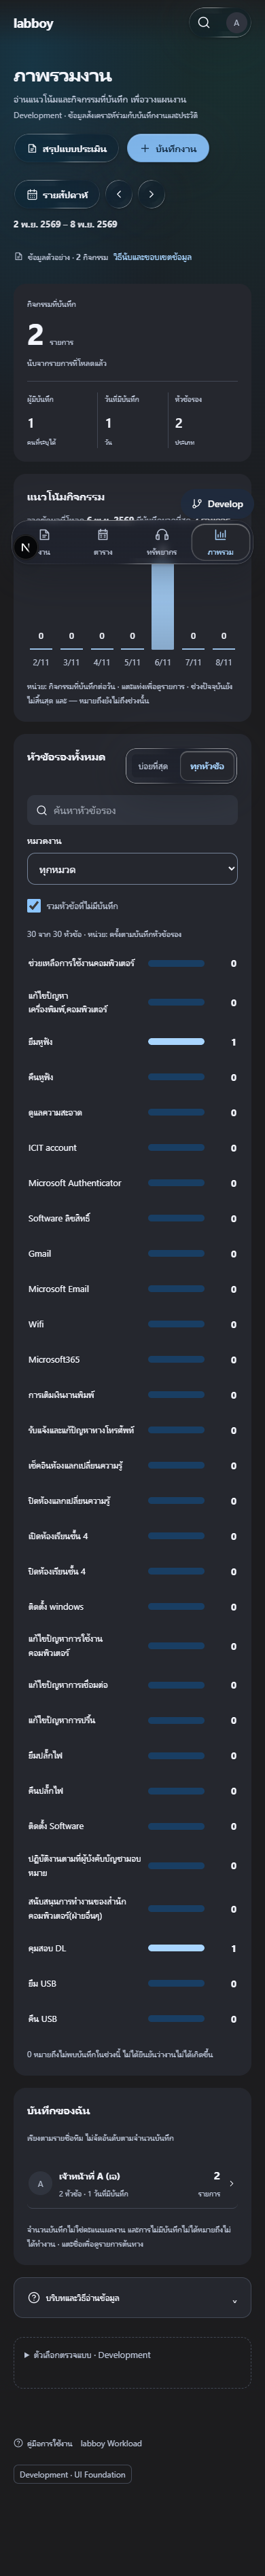 labboy
A
ภาพรวมงาน
อ่านแนวโน้มและกิจกรรมที่บันทึก เพื่อวางแผนงาน
Development · ข้อมูลสังเคราะห์ร่วมกับบันทึกงานและประวัติ
สรุปแบบประเมิน
บันทึกงาน
รายสัปดาห์
2 พ.ย. 2569 – 8 พ.ย. 2569
ข้อมูลตัวอย่าง · 2 กิจกรรม วิธีนับและขอบเขตข้อมูล
กิจกรรมที่บันทึก
2 รายการ
นับจากรายการที่โหลดแล้ว
ผู้มีบันทึก
1
คนที่ระบุได้
วันที่มีบันทึก
1
วัน
หัวข้อรอง
2
ประเภท
แนวโน้มกิจกรรม
Develop
งาน
ตาราง
ทรัพยากร
ภาพรวม
N
0 0 0 0 0 0
2/11 3/11 4/11 5/11 6/11 7/11 8/11
หน่วย: กิจกรรมที่บันทึกต่อวัน · แตะแท่งเพื่อดูรายการ · ช่วงปัจจุบันยัง
ไม่สิ้นสุด และ — หมายถึงยังไม่ถึงช่วงนั้น
หัวข้อรองทั้งหมด
บ่อยที่สุด
ทุกหัวข้อ
ค้นหาหัวข้อรอง
หมวดงาน
ทุกหมวด
รวมหัวข้อที่ไม่มีบันทึก
30 จาก 30 หัวข้อ · หน่วย: ครั้งตามบันทึกหัวข้อรอง
ช่วยเหลือการใช้งานคอมพิวเตอร์ 0
แก้ไขปัญหา
เครื่องพิมพ์,คอมพิวเตอร์ 0
ยืมหูฟัง 1
คืนหูฟัง 0
ดูแลความสะอาด 0
ICIT account 0
Microsoft Authenticator 0
Software ลิขสิทธิ์ 0
Gmail 0
Microsoft Email 0
Wifi 0
Microsoft365 0
การเติมเงินงานพิมพ์ 0
รับแจ้งและแก้ปัญหาทางโทรศัพท์ 0
เช็คอินห้องแลกเปลี่ยนความรู้ 0
ปิดห้องแลกเปลี่ยนความรู้ 0
เปิดห้องเรียนชั้น 4 0
ปิดห้องเรียนชั้น 4 0
ติดตั้ง windows 0
แก้ไขปัญหาการใช้งาน
คอมพิวเตอร์ 0
แก้ไขปัญหาการเชื่อมต่อ 0
แก้ไขปัญหาการปริ้น 0
ยืมปลั๊กไฟ 0
คืนปลั๊กไฟ 0
ติดตั้ง Software 0
ปฏิบัติงานตามที่ผู้บังคับบัญชามอบ
หมาย 0
สนับสนุนการทำงานของสำนัก
คอมพิวเตอร์(ฝ่ายอื่นๆ) 0
คุมสอบ DL 1
ยืม USB 0
คืน USB 0
0 หมายถึงไม่พบบันทึกในช่วงนี้ ไม่ได้ยืนยันว่างานไม่ได้เกิดขึ้น
บันทึกของฉัน
เรียงตามรายชื่อทีม ไม่จัดอันดับตามจำนวนบันทึก
A
เจ้าหน้าที่ A (เอ) 2
2 หัวข้อ · 1 วันที่มีบันทึก รายการ
จำนวนบันทึกไม่ใช่คะแนนผลงาน และการไม่มีบันทึกไม่ได้หมายถึงไม่
ได้ทำงาน · แตะชื่อเพื่อดูรายการต้นทาง
บริบทและวิธีอ่านข้อมูล
ตัวเลือกตรวจแบบ · Development
คู่มือการใช้งาน labboy Workload
Development · UI Foundation